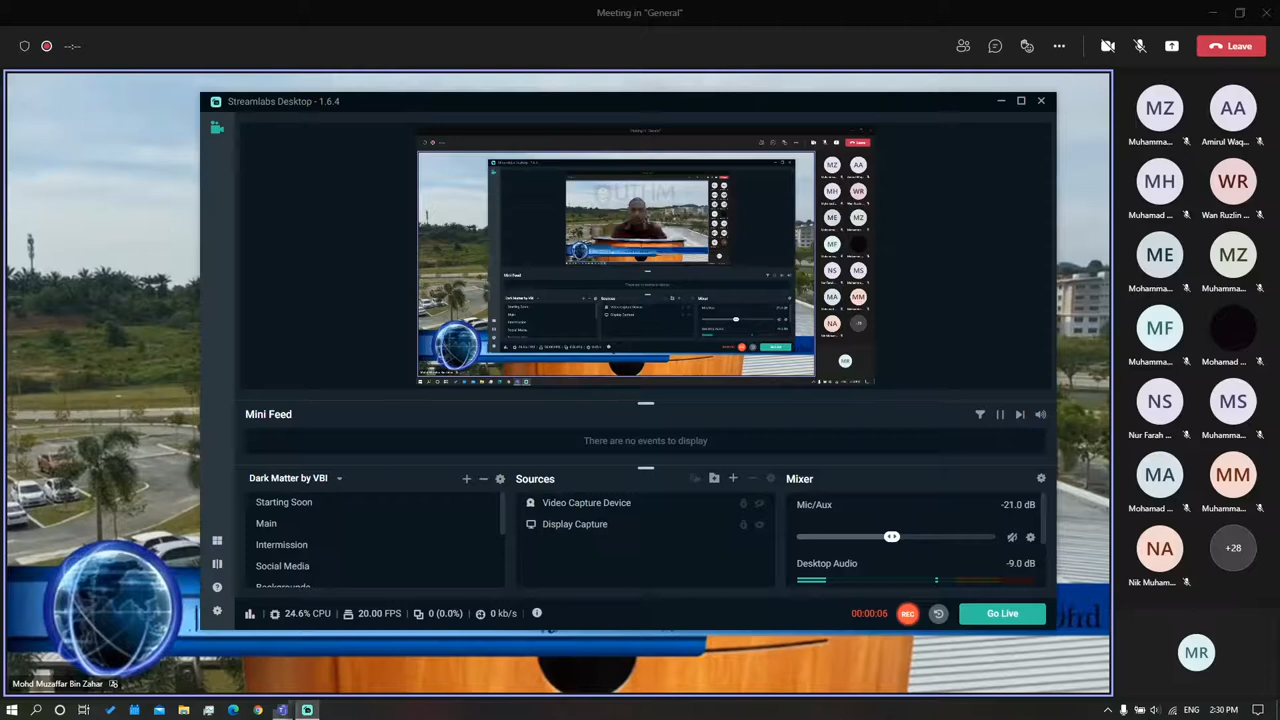 Meeting in "General"
--:--
Leave
Streamlabs Desktop - 1.6.4
MZ
AA
Muhamma...
Amirul Waq...
MH
WR
Muhamad ...
Wan Ruzlin ...
ME
MZ
Mohamm...
Muhamma...
MF
Muhamma...
Mohamad ...
NS
MS
Nur Farah ...
Muhamma...
MA
MM
Mohamad ...
Muhamma...
NA
+28
Nik Muham...
MR
Mini Feed
There are no events to display
Dark Matter by VBI
Starting Soon
Main
Intermission
Social Media
Backgrounds
Sources
Video Capture Device
Display Capture
Mixer
Mic/Aux
-21.0 dB
Desktop Audio
-9.0 dB
24.6% CPU
20.00 FPS
0 (0.0%)
0 kb/s
00:00:06
REC
Go Live
Mohd Muzaffar Bin Zahar
ENG
2:30 PM